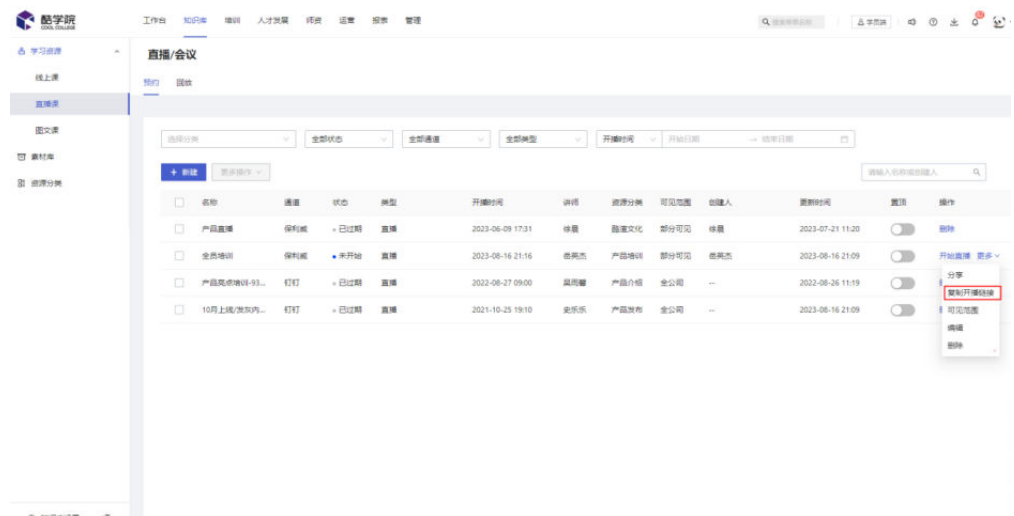 酷学院 工作台 知识库 培训 人才发展 师资 运营 报表 管理 学员端
COOL COLLEGE
学习资源
线上课
直播课
图文课
素材库
资源分类
直播/会议
预约 回放
选择分类 全部状态 全部通道 全部类型 开播时间 开始日期 → 结束日期
+ 新建 更多操作 请输入名称或创建人
名称 通道 状态 类型 开播时间 讲师 资源分类 可见范围 创建人 更新时间 置顶 操作
产品直播 保利威 已过期 直播 2023-06-09 17:31 徐晨 酷渲文化 部分可见 徐晨 2023-07-21 11:20 删除
全员培训 保利威 未开始 直播 2023-08-16 21:16 岳英杰 产品培训 部分可见 岳英杰 2023-08-16 21:09 开始直播 更多
产品亮点培训-93... 钉钉 已过期 直播 2022-08-27 09:00 产品介绍 全公司 -- 2022-08-26 11:19
10月上线/发灰内... 钉钉 已过期 直播 2021-10-25 19:10 史乐乐 产品发布 全公司 -- 2023-08-16 21:09
分享
复制开播链接
可见范围
编辑
删除